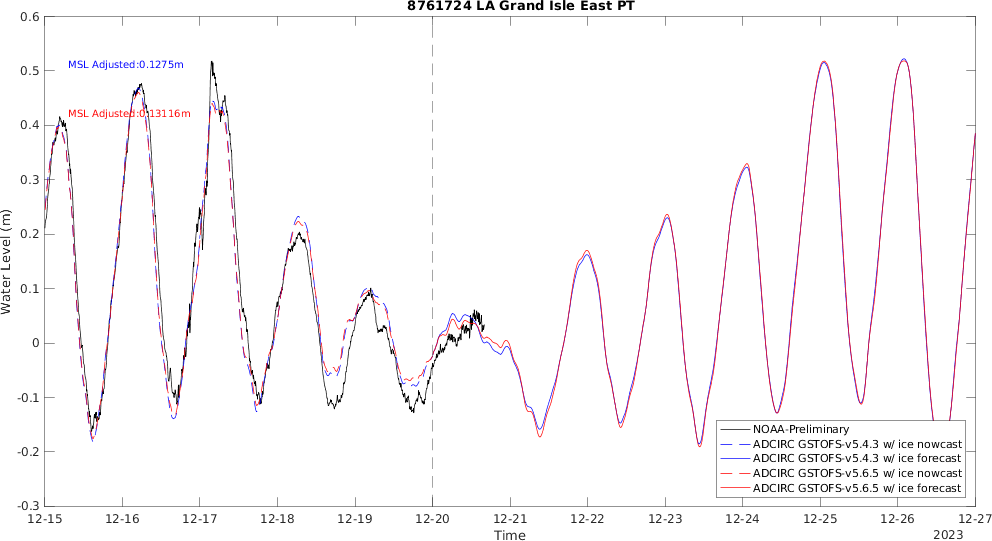 8761724 LA Grand Isle East PT
MSL Adjusted:0.1275m
MSL Adjusted:0.13116m
Water Level (m)
0.6
0.5
0.4
0.3
0.2
0.1
0
-0.1
-0.2
-0.3
NOAA-Preliminary
ADCIRC GSTOFS-v5.4.3 w/ ice nowcast
ADCIRC GSTOFS-v5.4.3 w/ ice forecast
ADCIRC GSTOFS-v5.6.5 w/ ice nowcast
ADCIRC GSTOFS-v5.6.5 w/ ice forecast
12-15 12-16 12-17 12-18 12-19 12-20 12-21 12-22 12-23 12-24 12-25 12-26 12-27
Time
2023